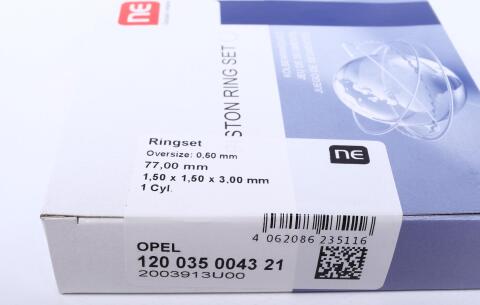 NE
STON RING SET
Ringset
Oversize: 0,50 mm
77,00 mm
1,50 x 1,50 x 3,00 mm
1 Cyl.
NE
4 062086 235116
OPEL
120 035 0043 21
2003913U00